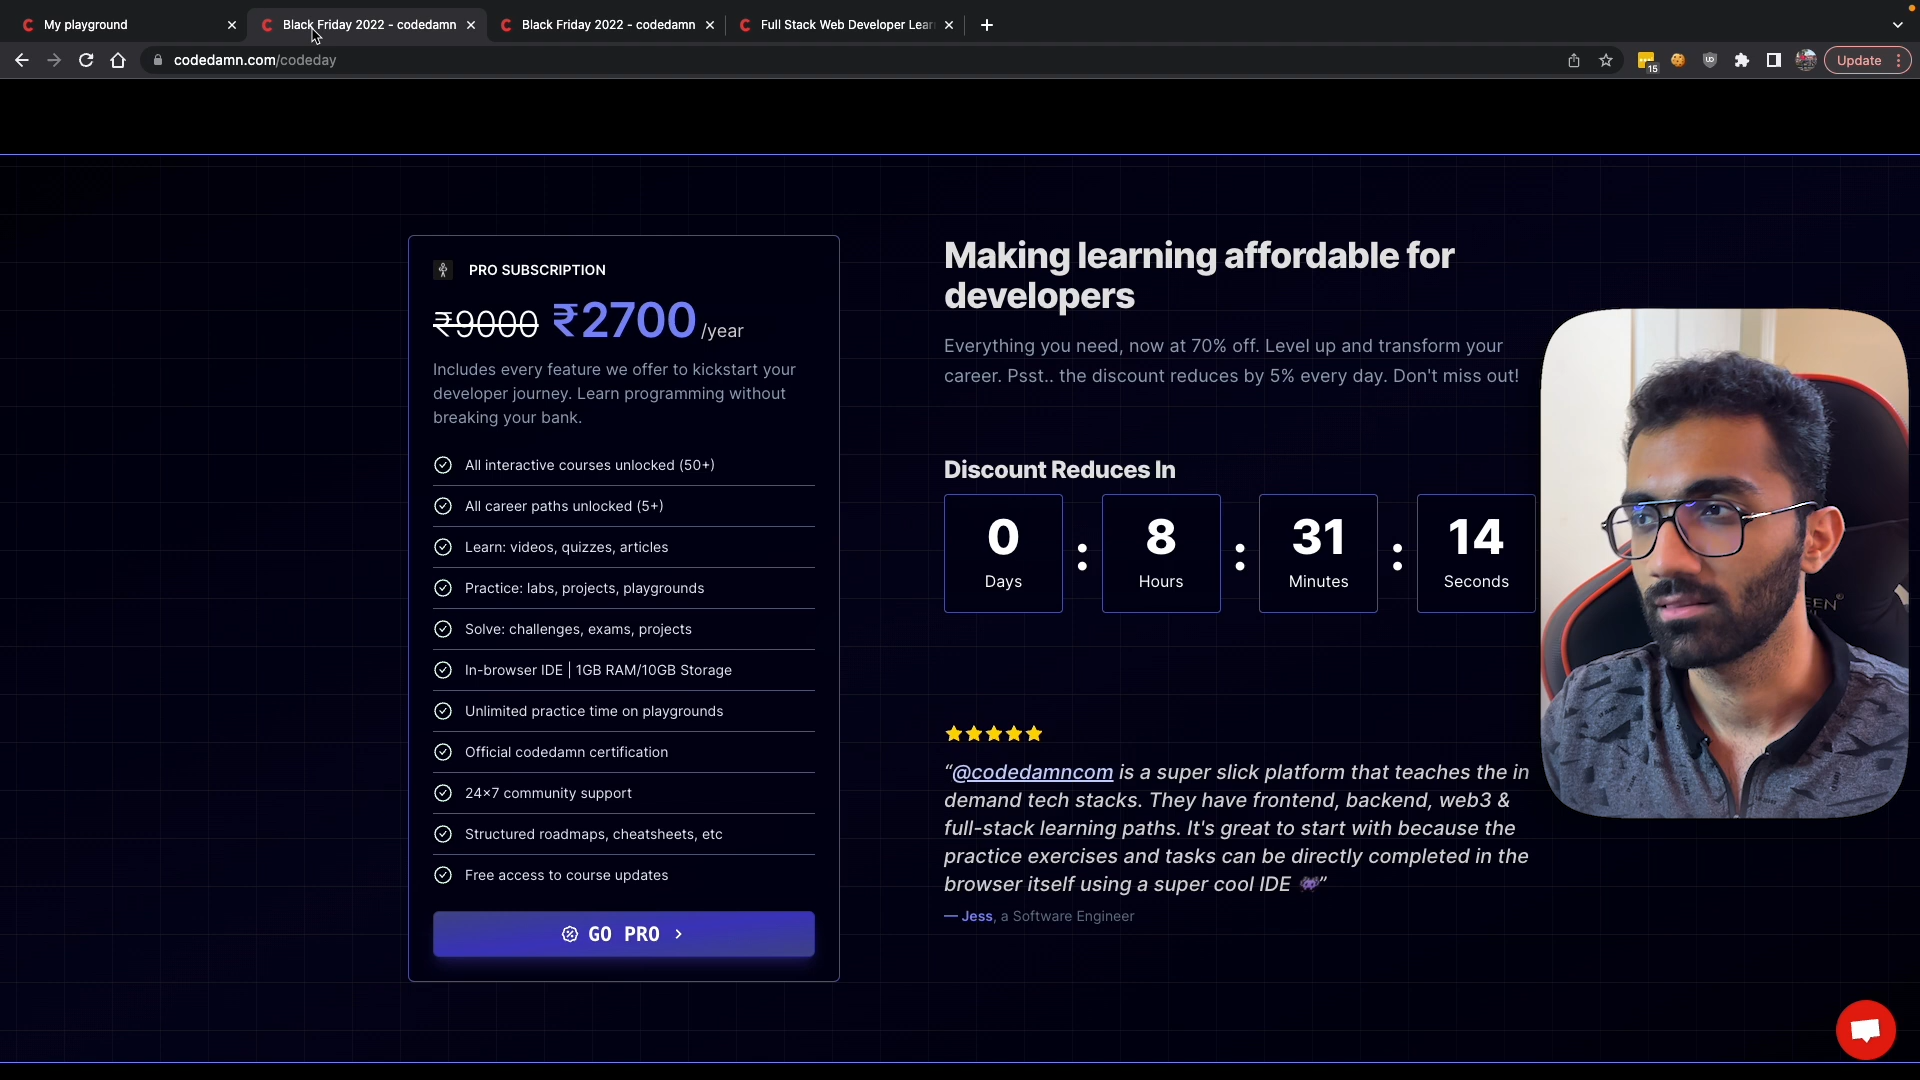 My playground
Black Friday 2022 - codedamn
Black Friday 2022 - codedamn
Full Stack Web Developer Lear
codedamn.com/codeday
15
Update
PRO SUBSCRIPTION
₹9000 ₹2700 /year
Includes every feature we offer to kickstart your
developer journey. Learn programming without
breaking your bank.
All interactive courses unlocked (50+)
All career paths unlocked (5+)
Learn: videos, quizzes, articles
Practice: labs, projects, playgrounds
Solve: challenges, exams, projects
In-browser IDE | 1GB RAM/10GB Storage
Unlimited practice time on playgrounds
Official codedamn certification
24×7 community support
Structured roadmaps, cheatsheets, etc
Free access to course updates
GO PRO
Making learning affordable for
developers
Everything you need, now at 70% off. Level up and transform your
career. Psst.. the discount reduces by 5% every day. Don't miss out!
Discount Reduces In
0 : 8 : 31 : 14
Days Hours Minutes Seconds
“@codedamncom is a super slick platform that teaches the in
demand tech stacks. They have frontend, backend, web3 &
full-stack learning paths. It's great to start with because the
practice exercises and tasks can be directly completed in the
browser itself using a super cool IDE 👾”
— Jess, a Software Engineer